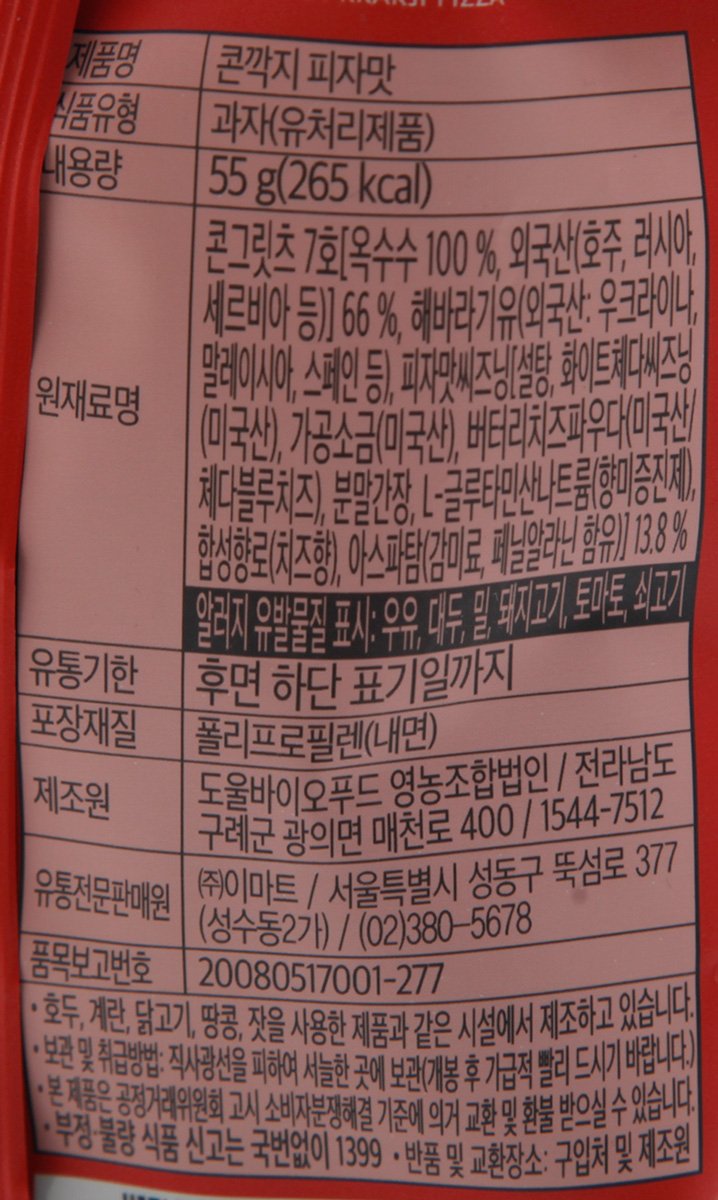 제품명 콘깍지 피자맛
식품유형 과자(유처리제품)
내용량 55 g(265 kcal)
원재료명
콘그릿츠 7호[옥수수 100 %, 외국산(호주, 러시아,
세르비아 등)] 66 %, 해바라기유(외국산: 우크라이나,
말레이시아, 스페인 등), 피자맛씨즈닝[설탕, 화이트체다씨즈닝
(미국산), 가공소금(미국산), 버터리치즈파우다(미국산/
체다블루치즈), 분말간장, L-글루타민산나트륨(향미증진제),
합성향료(치즈향), 아스파탐(감미료, 페닐알라닌 함유)] 13.8 %
알러지 유발물질 표시: 우유, 대두, 밀, 돼지고기, 토마토, 쇠고기
유통기한 후면 하단 표기일까지
포장재질 폴리프로필렌(내면)
제조원 도울바이오푸드 영농조합법인 / 전라남도
구례군 광의면 매천로 400 / 1544-7512
유통전문판매원 ㈜이마트 / 서울특별시 성동구 뚝섬로 377
(성수동2가) / (02)380-5678
품목보고번호 20080517001-277
• 호두, 계란, 닭고기, 땅콩, 잣을 사용한 제품과 같은 시설에서 제조하고 있습니다.
• 보관 및 취급방법: 직사광선을 피하여 서늘한 곳에 보관(개봉 후 가급적 빨리 드시기 바랍니다.)
• 본 제품은 공정거래위원회 고시 소비자분쟁해결 기준에 의거 교환 및 환불 받으실 수 있습니다.
• 부정·불량 식품 신고는 국번없이 1399 • 반품 및 교환장소: 구입처 및 제조원